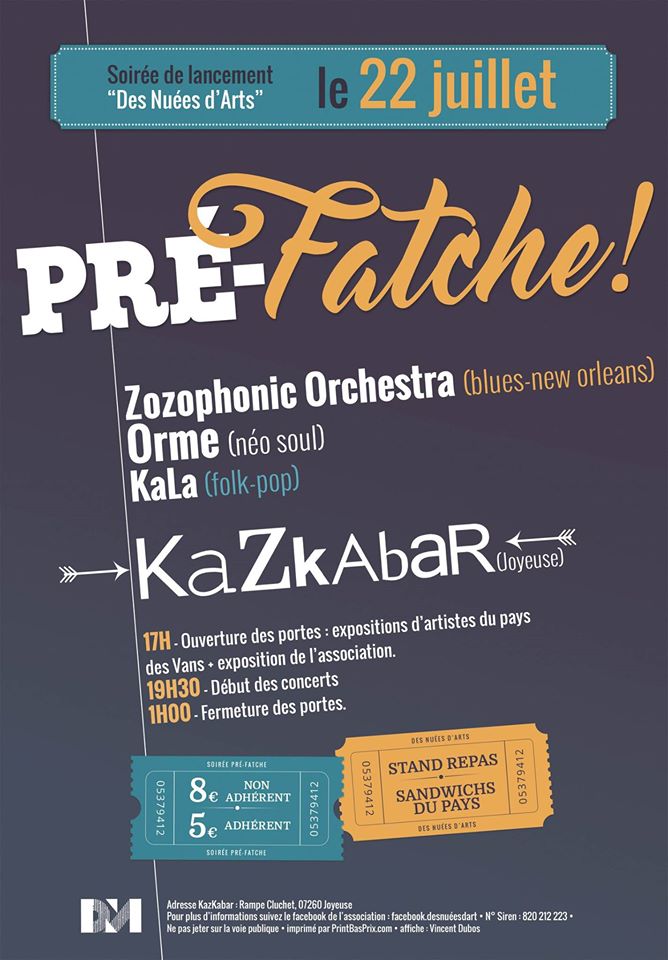 Soirée de lancement
“Des Nuées d’Arts”
le 22 juillet
PRÉ-Fatche!
Zozophonic Orchestra (blues-new orleans)
Orme (néo soul)
KaLa (folk-pop)
KaZkAbaR (Joyeuse)
17H - Ouverture des portes : expositions d’artistes du pays
des Vans + exposition de l’association.
19H30 - Début des concerts
1H00 - Fermeture des portes.
SOIRÉE PRÉ-FATCHE
05379412
8€ NON ADHÉRENT
5€ ADHÉRENT
05379412
SOIRÉE PRÉ-FATCHE
DES NUÉES D’ARTS
05379412
STAND REPAS
SANDWICHS
DU PAYS
05379412
DES NUÉES D’ARTS
DM
Adresse KazKabar : Rampe Cluchet, 07260 Joyeuse
Pour plus d’informations suivez le facebook de l’association : facebook.desnuéesdart • N° Siren : 820 212 223 •
Ne pas jeter sur la voie publique • imprimé par PrintBasPrix.com • affiche : Vincent Dubos